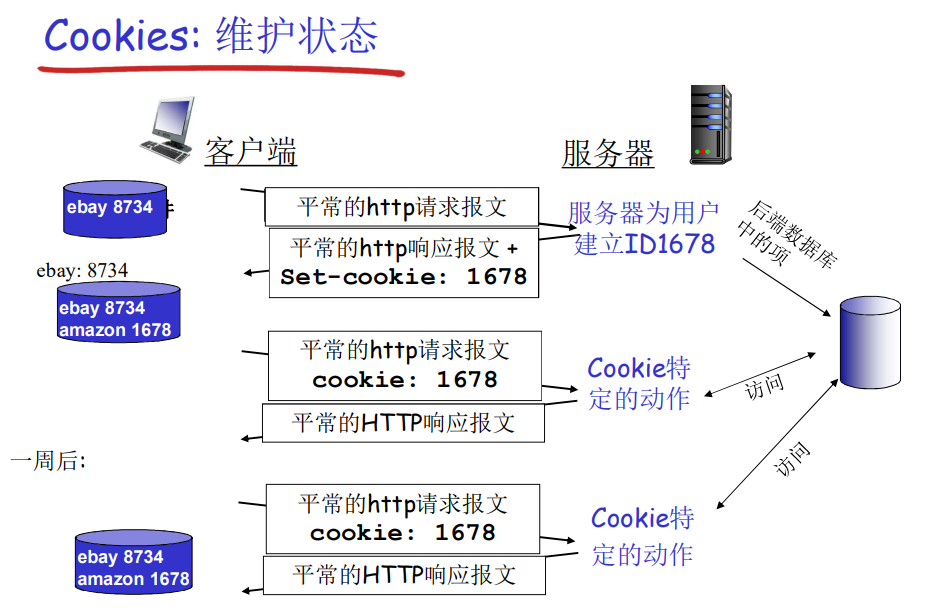 Cookies: 维护状态
客户端
服务器
ebay 8734
平常的http请求报文
服务器为用户
建立ID1678
后端数据库
中的项
平常的http响应报文 +
Set-cookie: 1678
ebay: 8734
ebay 8734
amazon 1678
平常的http请求报文
cookie: 1678
Cookie特
定的动作
访问
平常的HTTP响应报文
一周后:
访问
平常的http请求报文
cookie: 1678
Cookie特
定的动作
ebay 8734
amazon 1678
平常的HTTP响应报文